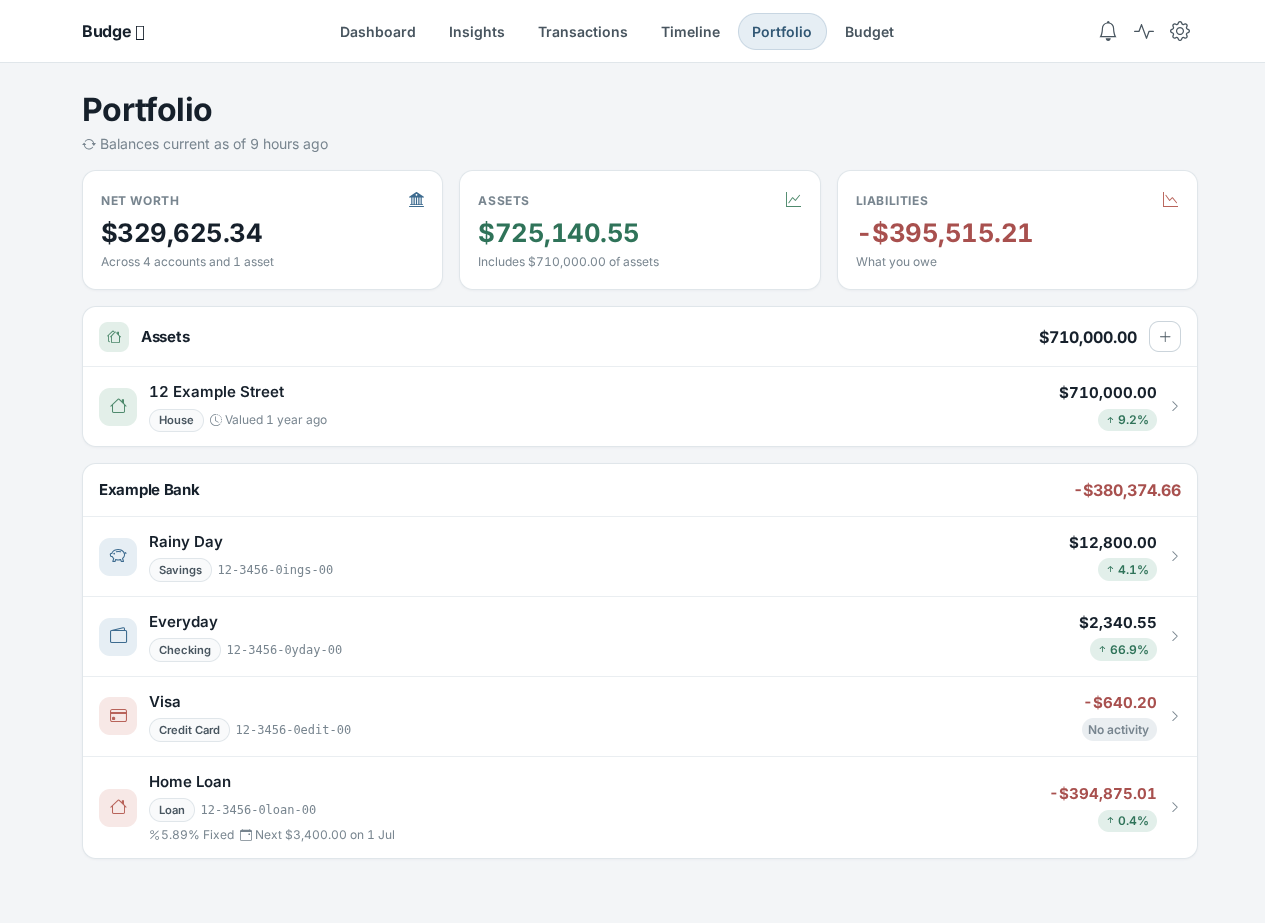 Budge
Dashboard Insights Transactions Timeline Portfolio Budget
Portfolio
Balances current as of 9 hours ago
NET WORTH
$329,625.34
Across 4 accounts and 1 asset
ASSETS
$725,140.55
Includes $710,000.00 of assets
LIABILITIES
-$395,515.21
What you owe
Assets $710,000.00
12 Example Street $710,000.00
House Valued 1 year ago ↑ 9.2%
Example Bank -$380,374.66
Rainy Day $12,800.00
Savings 12-3456-0ings-00 ↑ 4.1%
Everyday $2,340.55
Checking 12-3456-0yday-00 ↑ 66.9%
Visa -$640.20
Credit Card 12-3456-0edit-00 No activity
Home Loan -$394,875.01
Loan 12-3456-0loan-00 ↑ 0.4%
5.89% Fixed Next $3,400.00 on 1 Jul